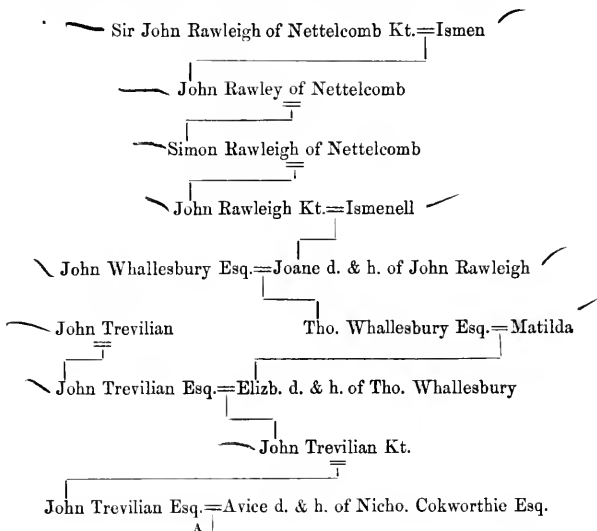 Sir John Rawleigh of Nettelcomb Kt.=Ismen
John Rawley of Nettelcomb
=
Simon Rawleigh of Nettelcomb
=
John Rawleigh Kt.=Ismenell
John Whallesbury Esq.=Joane d. & h. of John Rawleigh
John Trevilian
=
Tho. Whallesbury Esq.=Matilda
John Trevilian Esq.=Elizb. d. & h. of Tho. Whallesbury
John Trevilian Kt.
=
John Trevilian Esq.=Avice d. & h. of Nicho. Cokworthie Esq.
A